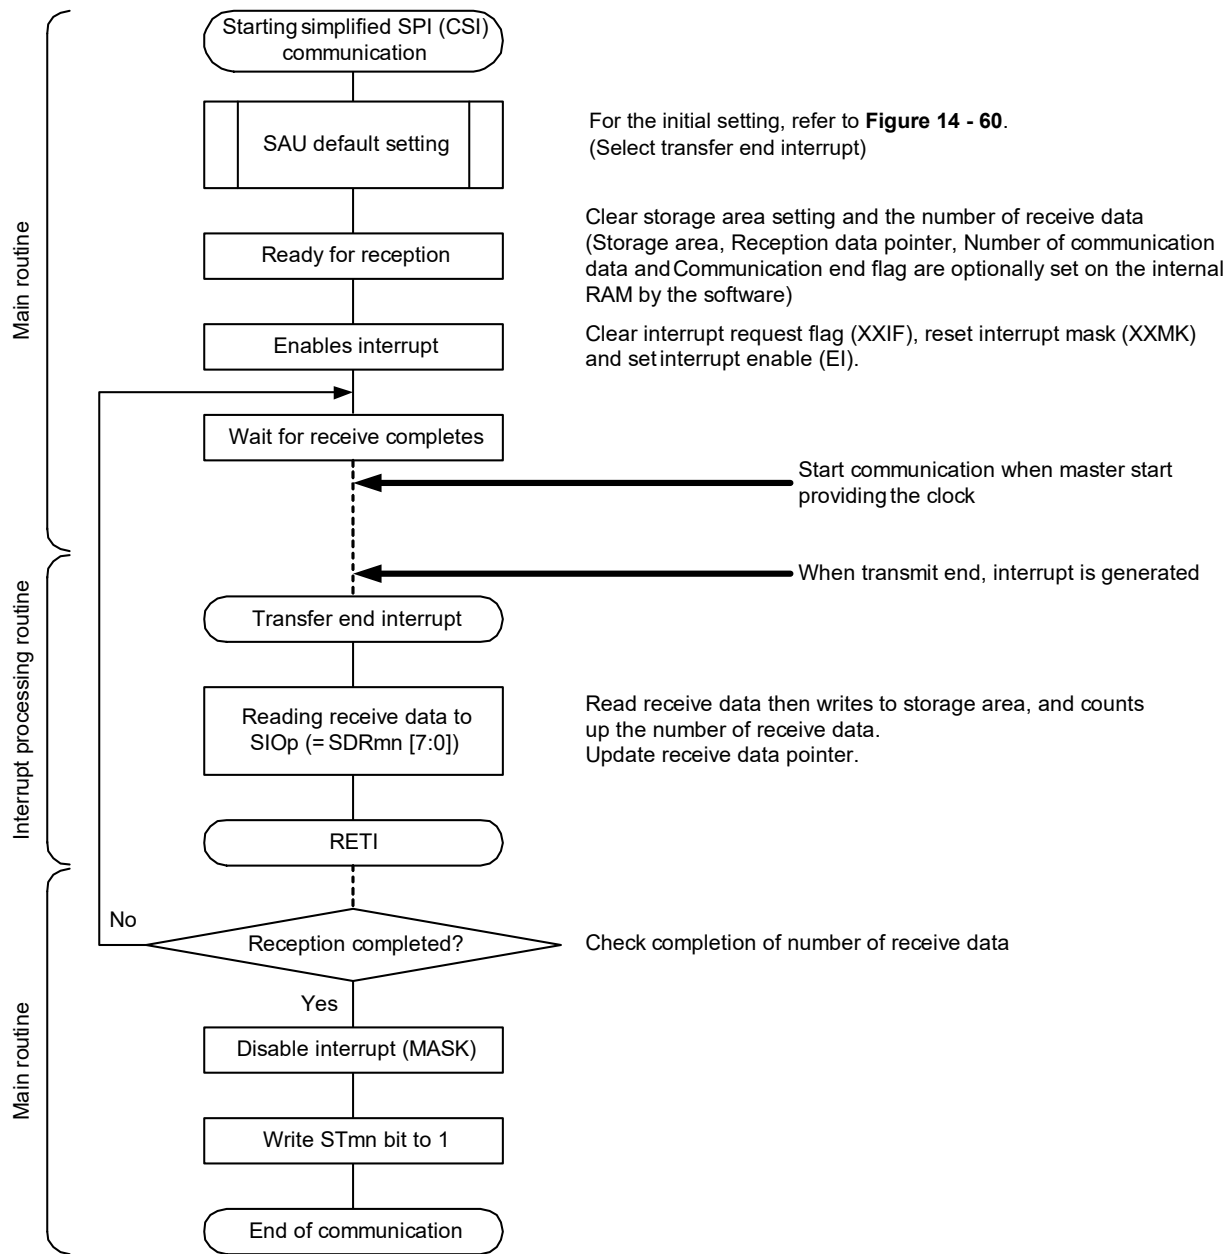 Starting simplified SPI (CSI)
communication
SAU default setting
For the initial setting, refer to Figure 14 - 60.
(Select transfer end interrupt)
Ready for reception
Clear storage area setting and the number of receive data
(Storage area, Reception data pointer, Number of communication
data and Communication end flag are optionally set on the internal
RAM by the software)
Enables interrupt
Clear interrupt request flag (XXIF), reset interrupt mask (XXMK)
and set interrupt enable (EI).
Main routine
Wait for receive completes
Start communication when master start
providing the clock
When transmit end, interrupt is generated
Transfer end interrupt
Interrupt processing routine
Reading receive data to
SIOp (= SDRmn [7:0])
Read receive data then writes to storage area, and counts
up the number of receive data.
Update receive data pointer.
RETI
No
Reception completed?
Check completion of number of receive data
Yes
Main routine
Disable interrupt (MASK)
Write STmn bit to 1
End of communication